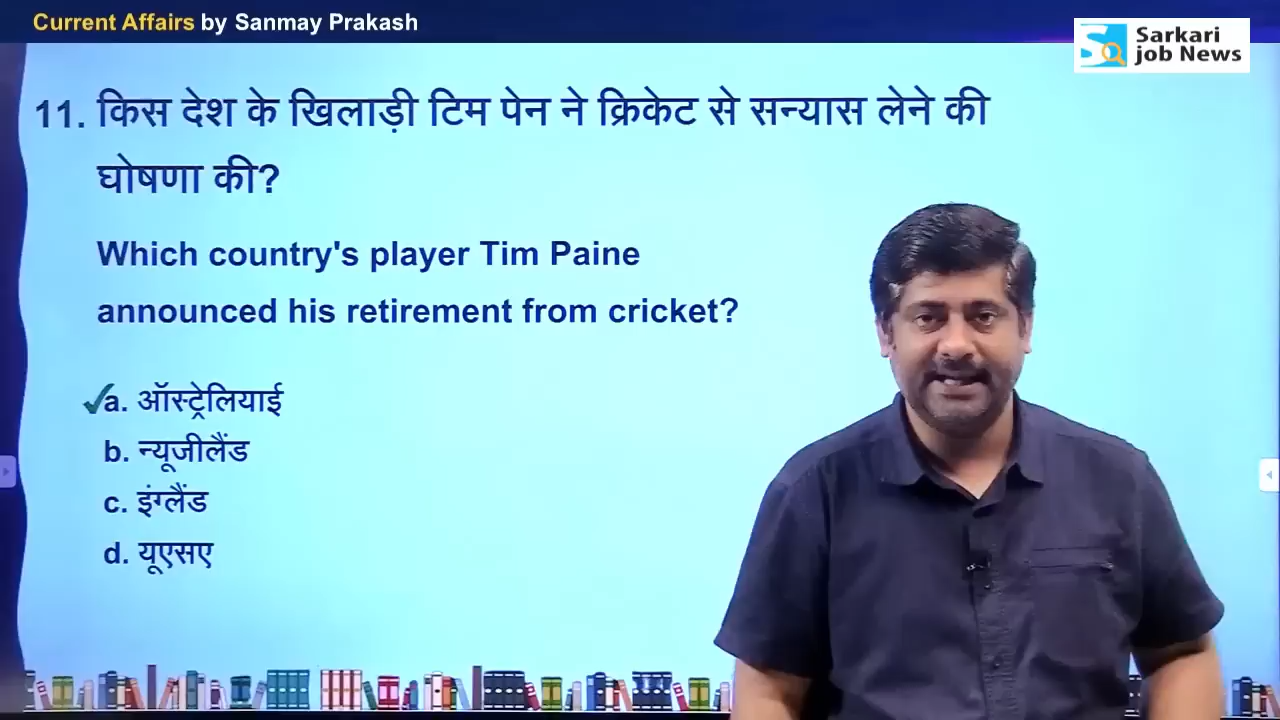 Current Affairs by Sanmay Prakash
Sarkari
job News
11. किस देश के खिलाड़ी टिम पेन ने क्रिकेट से सन्यास लेने की
घोषणा की?
Which country's player Tim Paine
announced his retirement from cricket?
a. ऑस्ट्रेलियाई
b. न्यूजीलैंड
c. इंग्लैंड
d. यूएसए